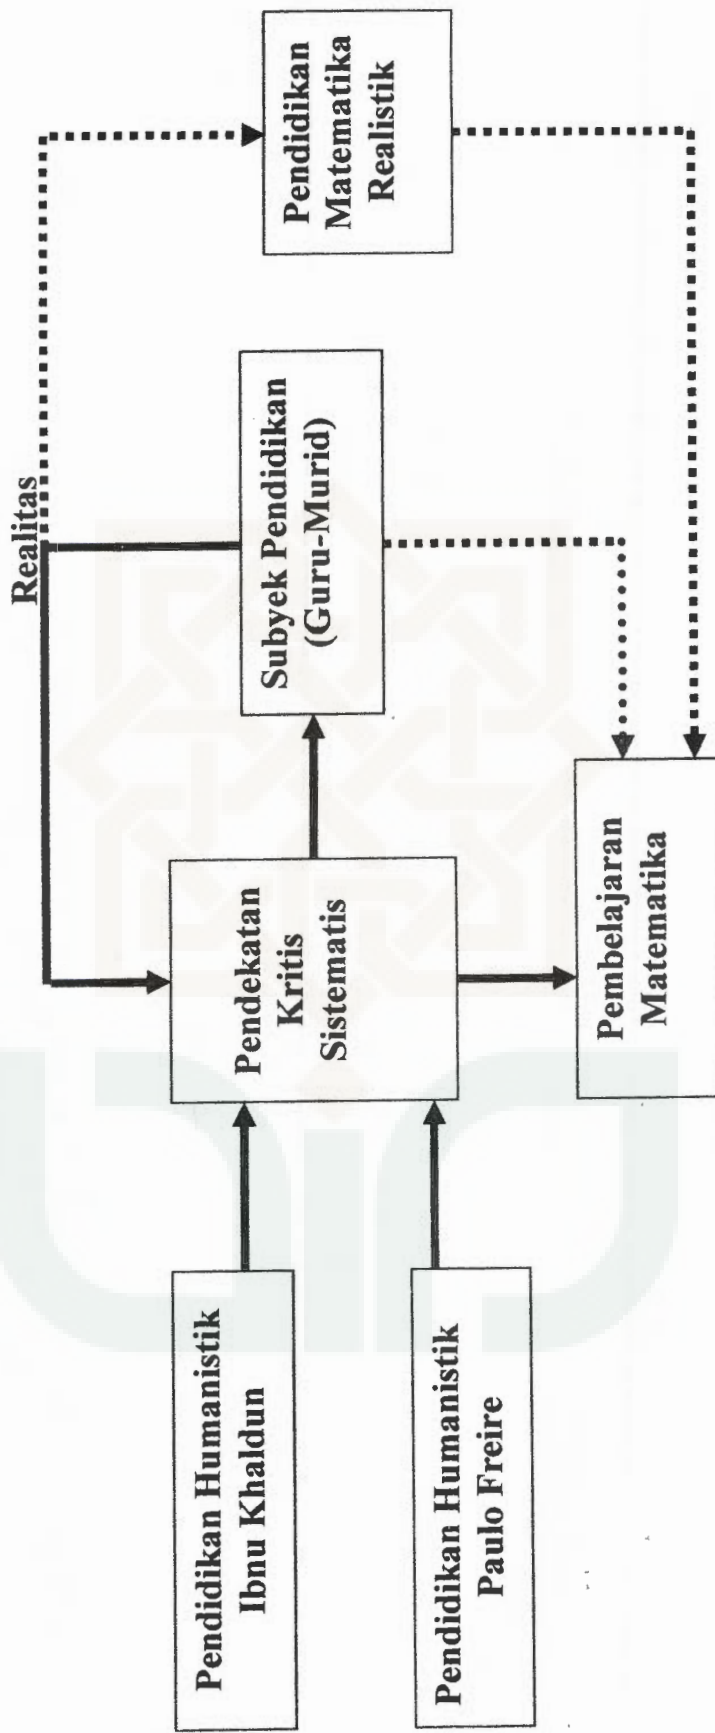 Realitas
Pendidikan Humanistik
Ibnu Khaldun
Pendidikan Humanistik
Paulo Freire
Pendekatan
Kritis
Sistematis
Subyek Pendidikan
(Guru-Murid)
Pendidikan
Matematika
Realistik
Pembelajaran
Matematika